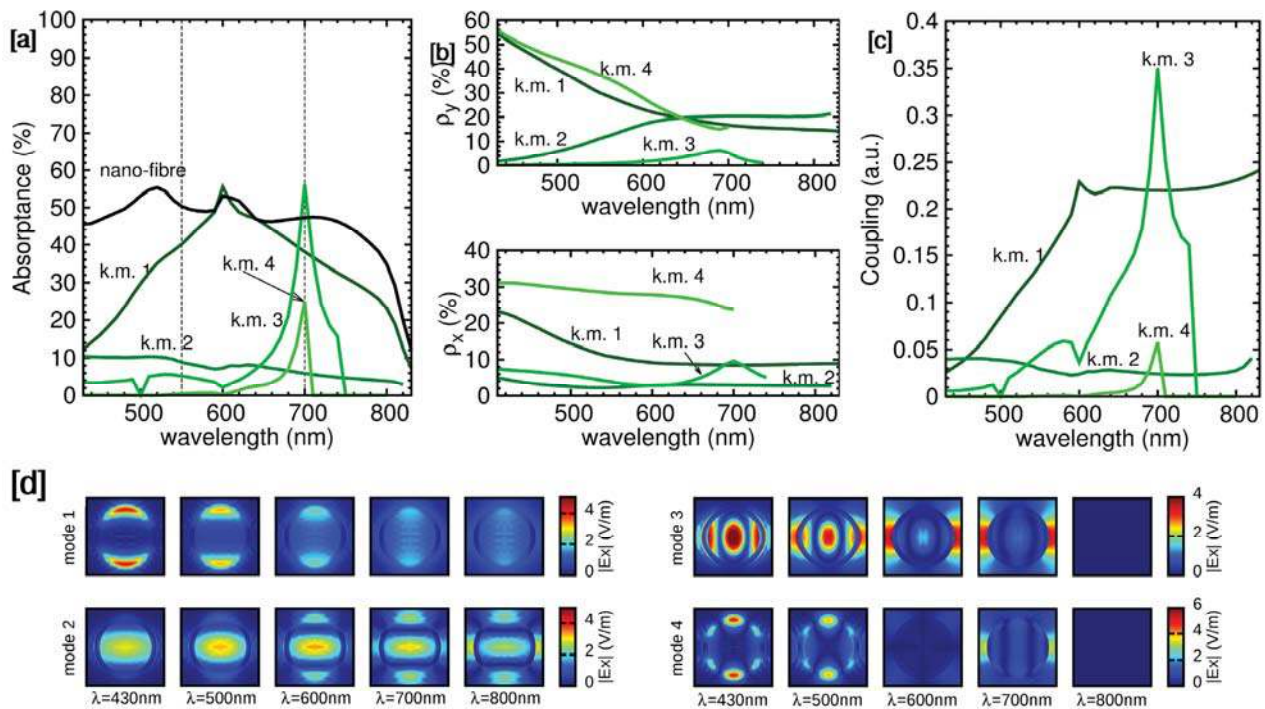 [a]
100
90
80
70
60
50
40
30
20
10
0
Absorptance (%)
nano-fibre
k.m. 1
k.m. 2
k.m. 3
k.m. 4
500 600 700 800
wavelength (nm)
[b]
60
50
40
30
20
10
0
ρy (%)
k.m. 4
k.m. 1
k.m. 2
k.m. 3
500 600 700 800
wavelength (nm)
40
30
20
10
0
ρx (%)
k.m. 4
k.m. 1
k.m. 3
k.m. 2
500 600 700 800
wavelength (nm)
[c]
0.4
0.35
0.3
0.25
0.2
0.15
0.1
0.05
0
Coupling (a.u.)
k.m. 3
k.m. 1
k.m. 4
k.m. 2
500 600 700 800
wavelength (nm)
[d]
mode 1
4
2
0
|Ex| (V/m)
mode 2
4
2
0
|Ex| (V/m)
λ=430nm λ=500nm λ=600nm λ=700nm λ=800nm
mode 3
4
2
0
|Ex| (V/m)
mode 4
6
4
2
0
|Ex| (V/m)
λ=430nm λ=500nm λ=600nm λ=700nm λ=800nm